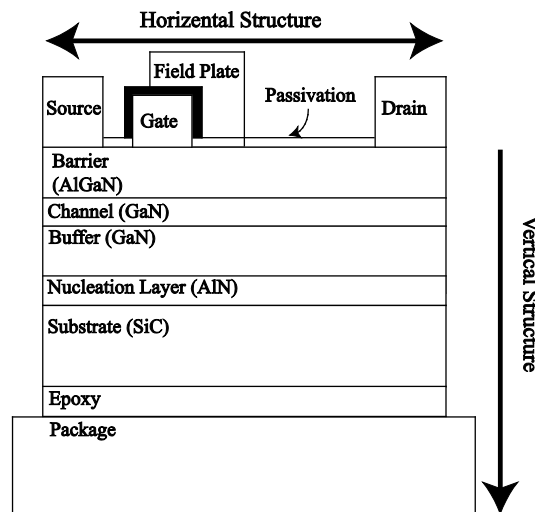 Horizental Structure
Field Plate
Source
Passivation
Drain
Gate
Barrier
(AlGaN)
Channel (GaN)
Buffer (GaN)
Nucleation Layer (AlN)
Substrate (SiC)
Epoxy
Package
Vertical Structure